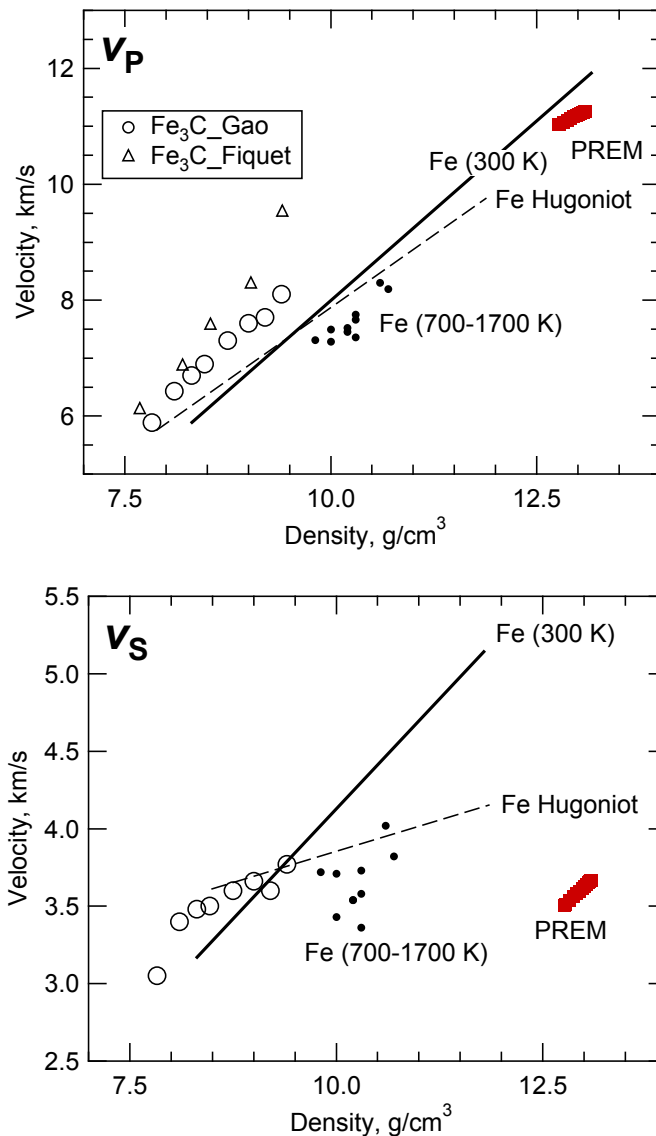 v_P
12
10
8
6
Velocity, km/s
Fe₃C_Gao
Fe₃C_Fiquet
Fe (300 K)
PREM
Fe Hugoniot
Fe (700-1700 K)
7.5 10.0 12.5
Density, g/cm³
v_S
5.5
5.0
4.5
4.0
3.5
3.0
2.5
Velocity, km/s
Fe (300 K)
Fe Hugoniot
PREM
Fe (700-1700 K)
7.5 10.0 12.5
Density, g/cm³